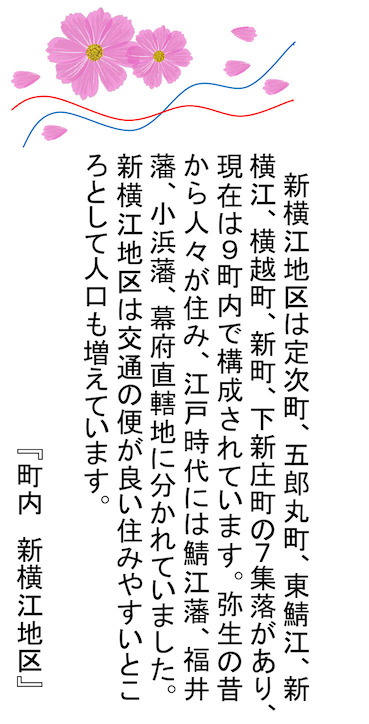 新横江地区は定次町、五郎丸町、東鯖江、新
横江、横越町、新町、下新庄町の７集落があり、
現在は９町内で構成されています。弥生の昔
から人々が住み、江戸時代には鯖江藩、福井
藩、小浜藩、幕府直轄地に分かれていました。
新横江地区は交通の便が良い住みやすいとこ
ろとして人口も増えています。
『町内　新横江地区』